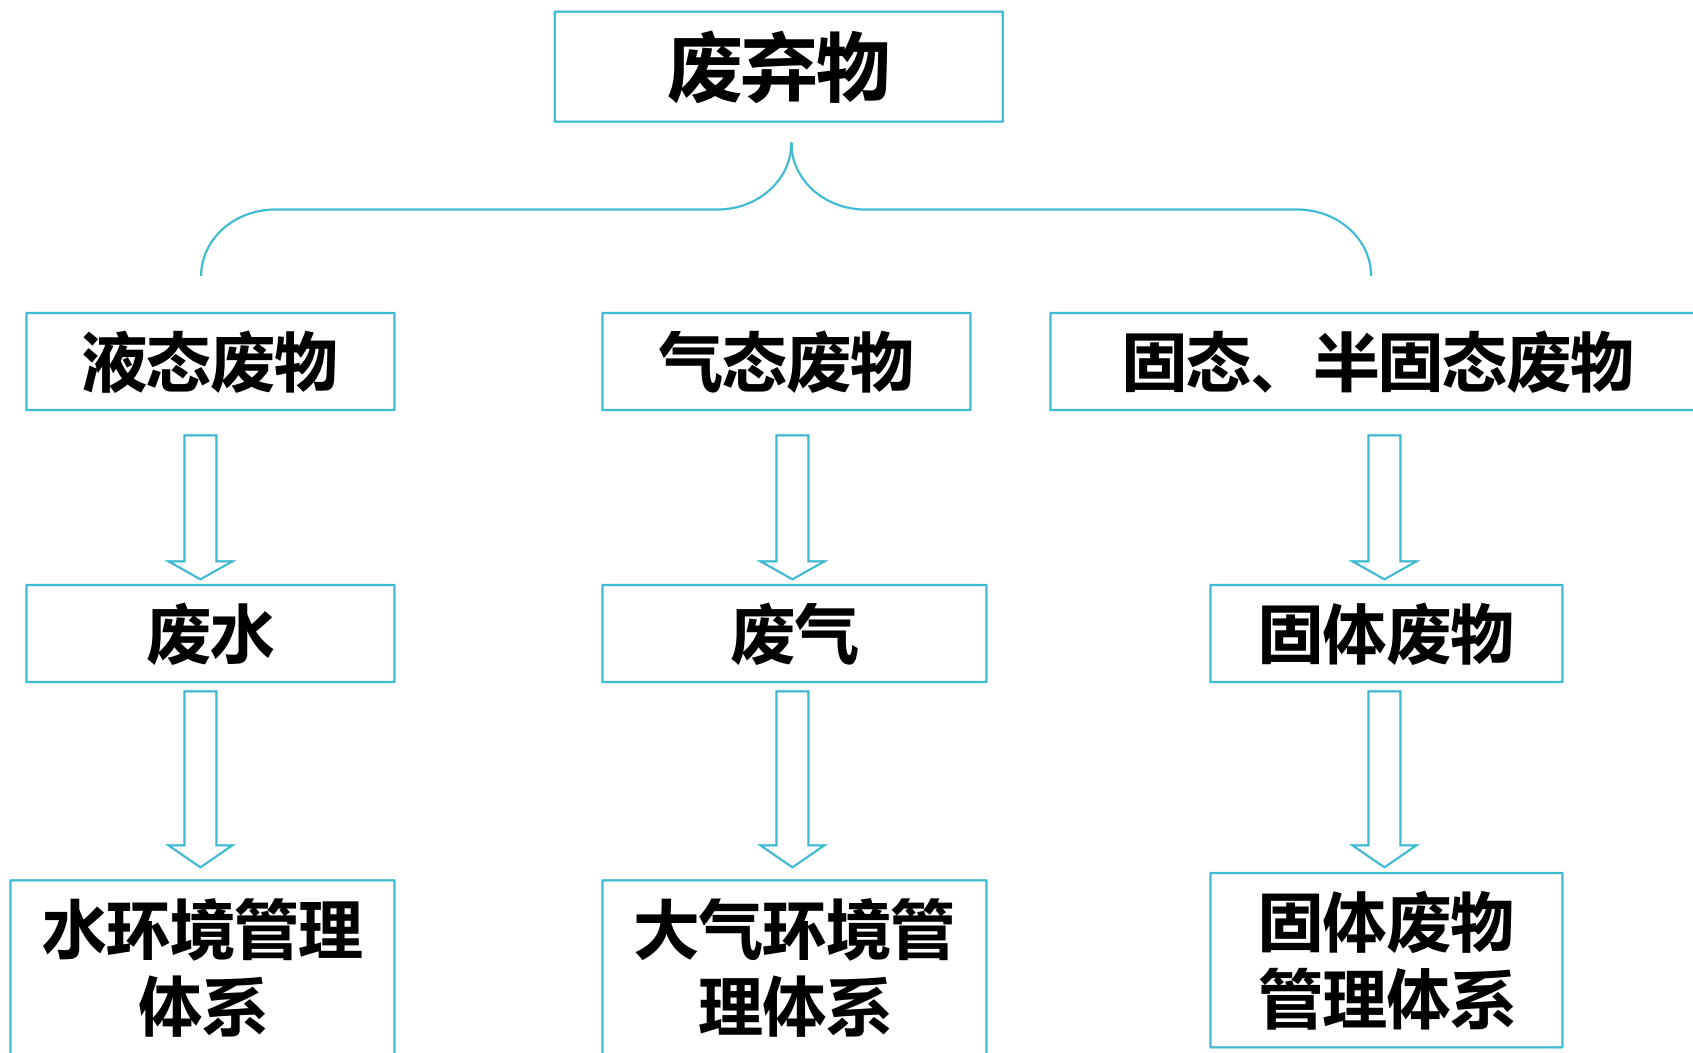 废弃物
液态废物
气态废物
固态、半固态废物
废水
废气
固体废物
水环境管理
体系
大气环境管
理体系
固体废物
管理体系